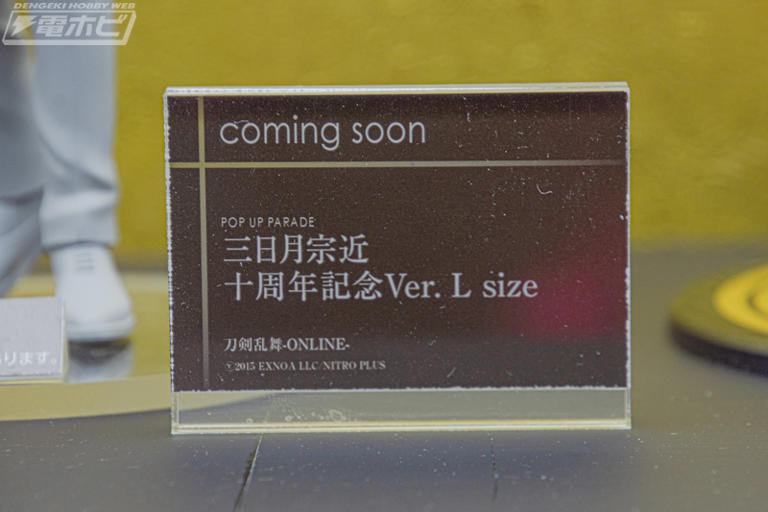 DENGEKI HOBBY WEB
電ホビ
coming soon
POP UP PARADE
三日月宗近
十周年記念Ver. L size
刀剣乱舞-ONLINE-
©2015 EXNOA LLC/NITRO PLUS
ります。